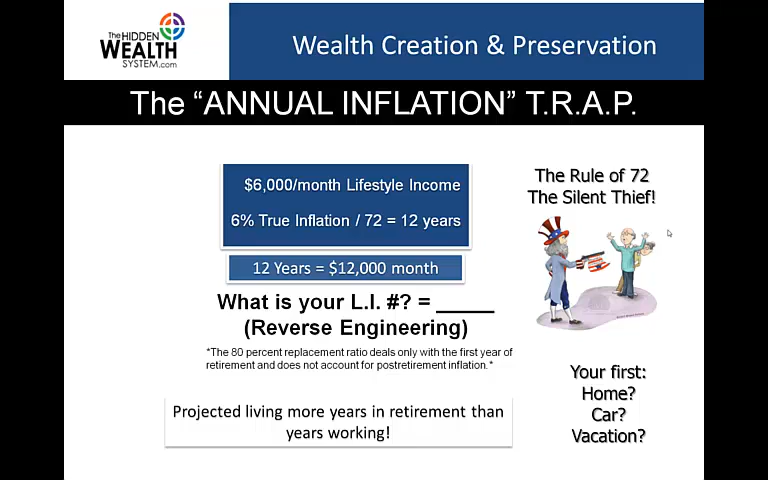 The HIDDEN
WEALTH
SYSTEM.com
Wealth Creation & Preservation
The “ANNUAL INFLATION” T.R.A.P.
$6,000/month Lifestyle Income
6% True Inflation / 72 = 12 years
12 Years = $12,000 month
What is your L.I. #? = _____
(Reverse Engineering)
*The 80 percent replacement ratio deals only with the first year of
retirement and does not account for postretirement inflation.*
Projected living more years in retirement than
years working!
The Rule of 72
The Silent Thief!
Your first:
Home?
Car?
Vacation?